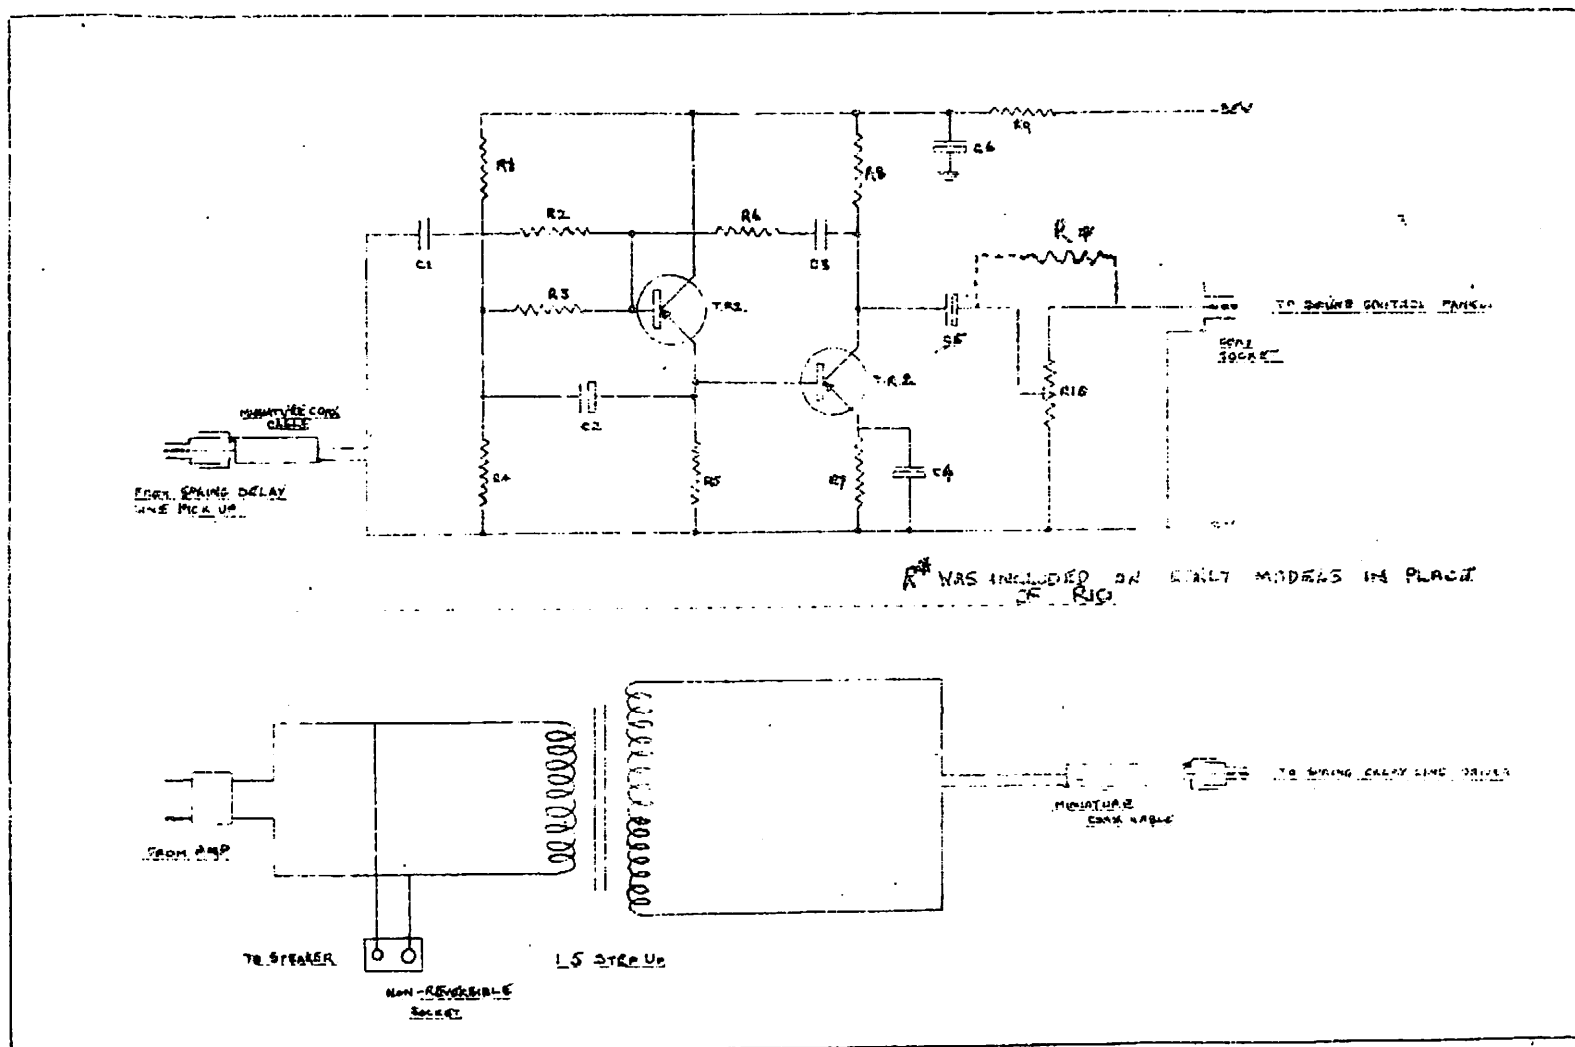 R9
R1
C6
R8
R2
R6
R*
C1
C3
R3
TR1
TO SOUND CONTROL PANEL
C5
COAX
SOCKET
TR2
R10
MINIATURE COAX
CABLE
C2
R4
R5
R7
C4
FROM SPRING DELAY
LINE PICK UP
R* WAS INCLUDED ON EARLY MODELS IN PLACE
OF R10
TO SPRING DELAY LINE DRIVER
MINIATURE
COAX CABLE
FROM AMP
TO SPEAKER
1.5 STEP UP
NON-REVERSIBLE
SOCKET